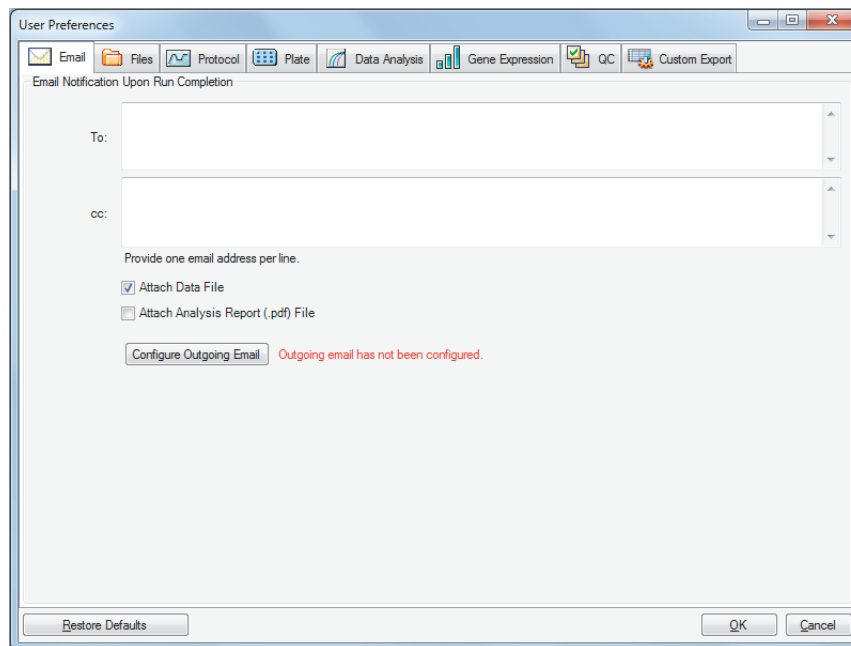 User Preferences
Email Files Protocol Plate Data Analysis Gene Expression QC Custom Export
Email Notification Upon Run Completion
To:
cc:
Provide one email address per line.
Attach Data File
Attach Analysis Report (.pdf) File
Configure Outgoing Email Outgoing email has not been configured.
Restore Defaults OK Cancel